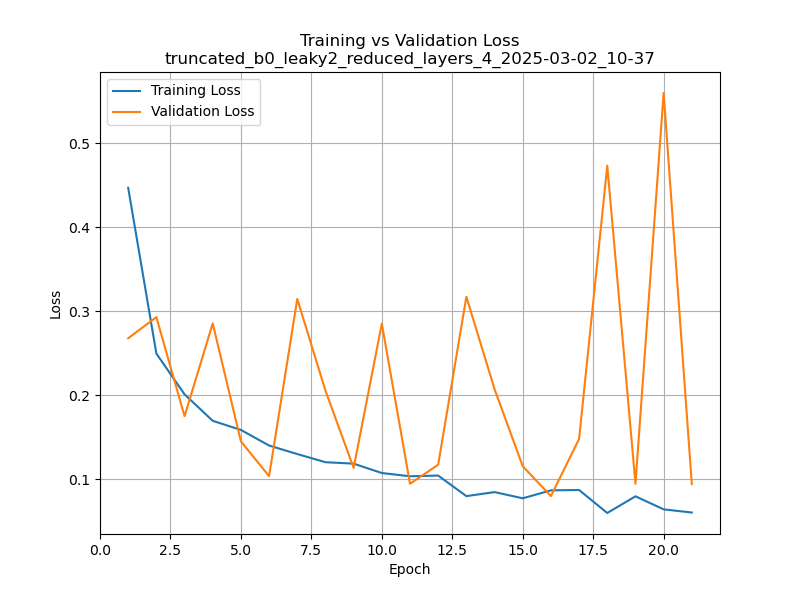 Training vs Validation Loss
truncated_b0_leaky2_reduced_layers_4_2025-03-02_10-37
Training Loss
Validation Loss
0.5
0.4
0.3
0.2
0.1
Loss
0.0 2.5 5.0 7.5 10.0 12.5 15.0 17.5 20.0
Epoch